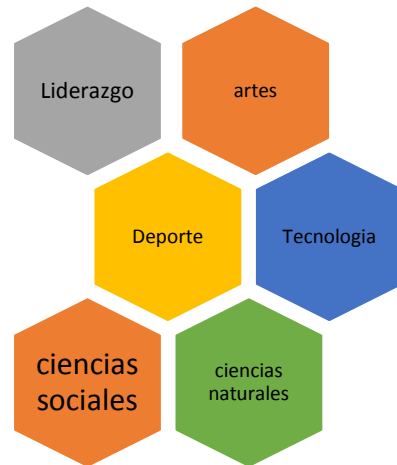 Liderazgo
artes
Deporte
Tecnologia
ciencias
sociales
ciencias
naturales